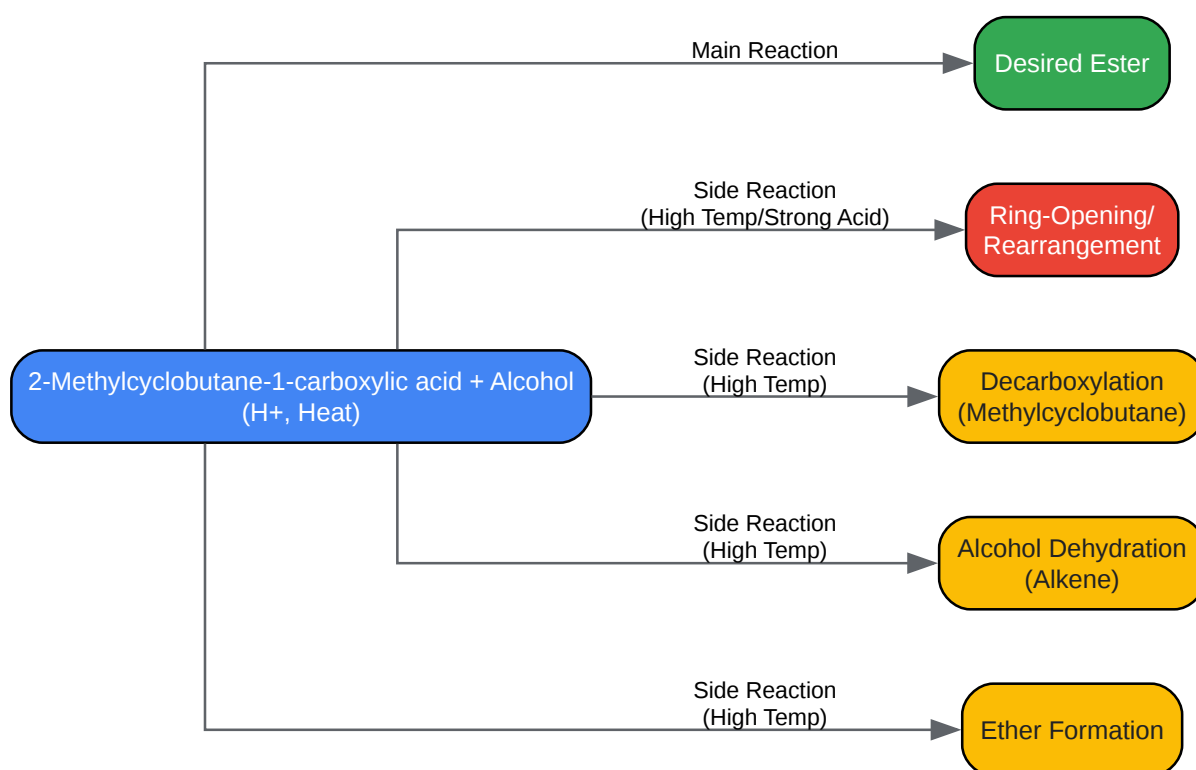 Main Reaction
Desired Ester
Side Reaction
(High Temp/Strong Acid)
Ring-Opening/
Rearrangement
2-Methylcyclobutane-1-carboxylic acid + Alcohol
(H+, Heat)
Side Reaction
(High Temp)
Decarboxylation
(Methylcyclobutane)
Side Reaction
(High Temp)
Alcohol Dehydration
(Alkene)
Side Reaction
(High Temp)
Ether Formation